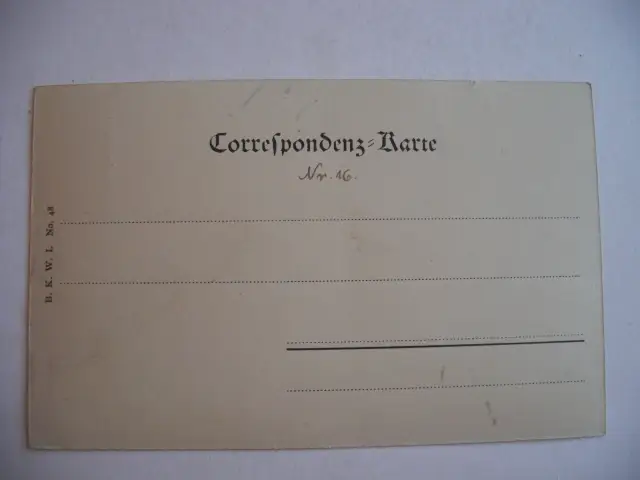 Correspondenz-Karte
Nr. 16.
B. K. W. I. No. 48